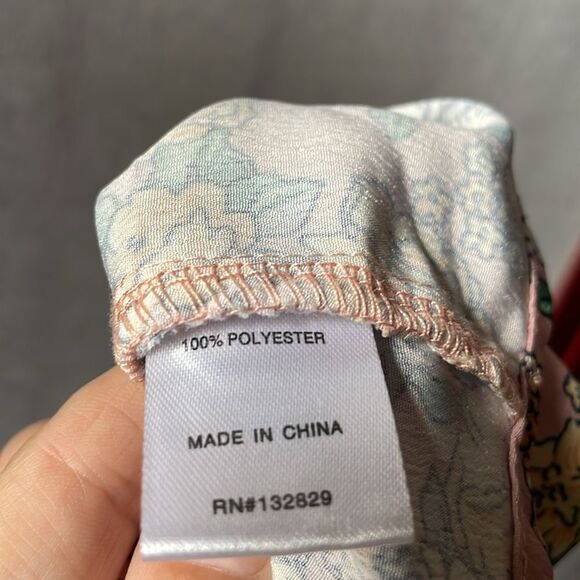 100% POLYESTER
MADE IN CHINA
RN#132829